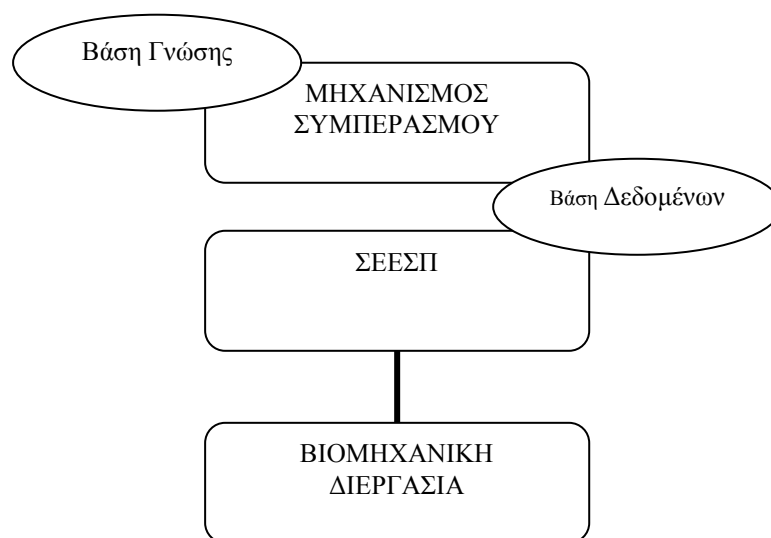 Βάση Γνώσης
ΜΗΧΑΝΙΣΜΟΣ
ΣΥΜΠΕΡΑΣΜΟΥ
Βάση Δεδομένων
ΣΕΕΣΠ
ΒΙΟΜΗΧΑΝΙΚΗ
ΔΙΕΡΓΑΣΙΑ